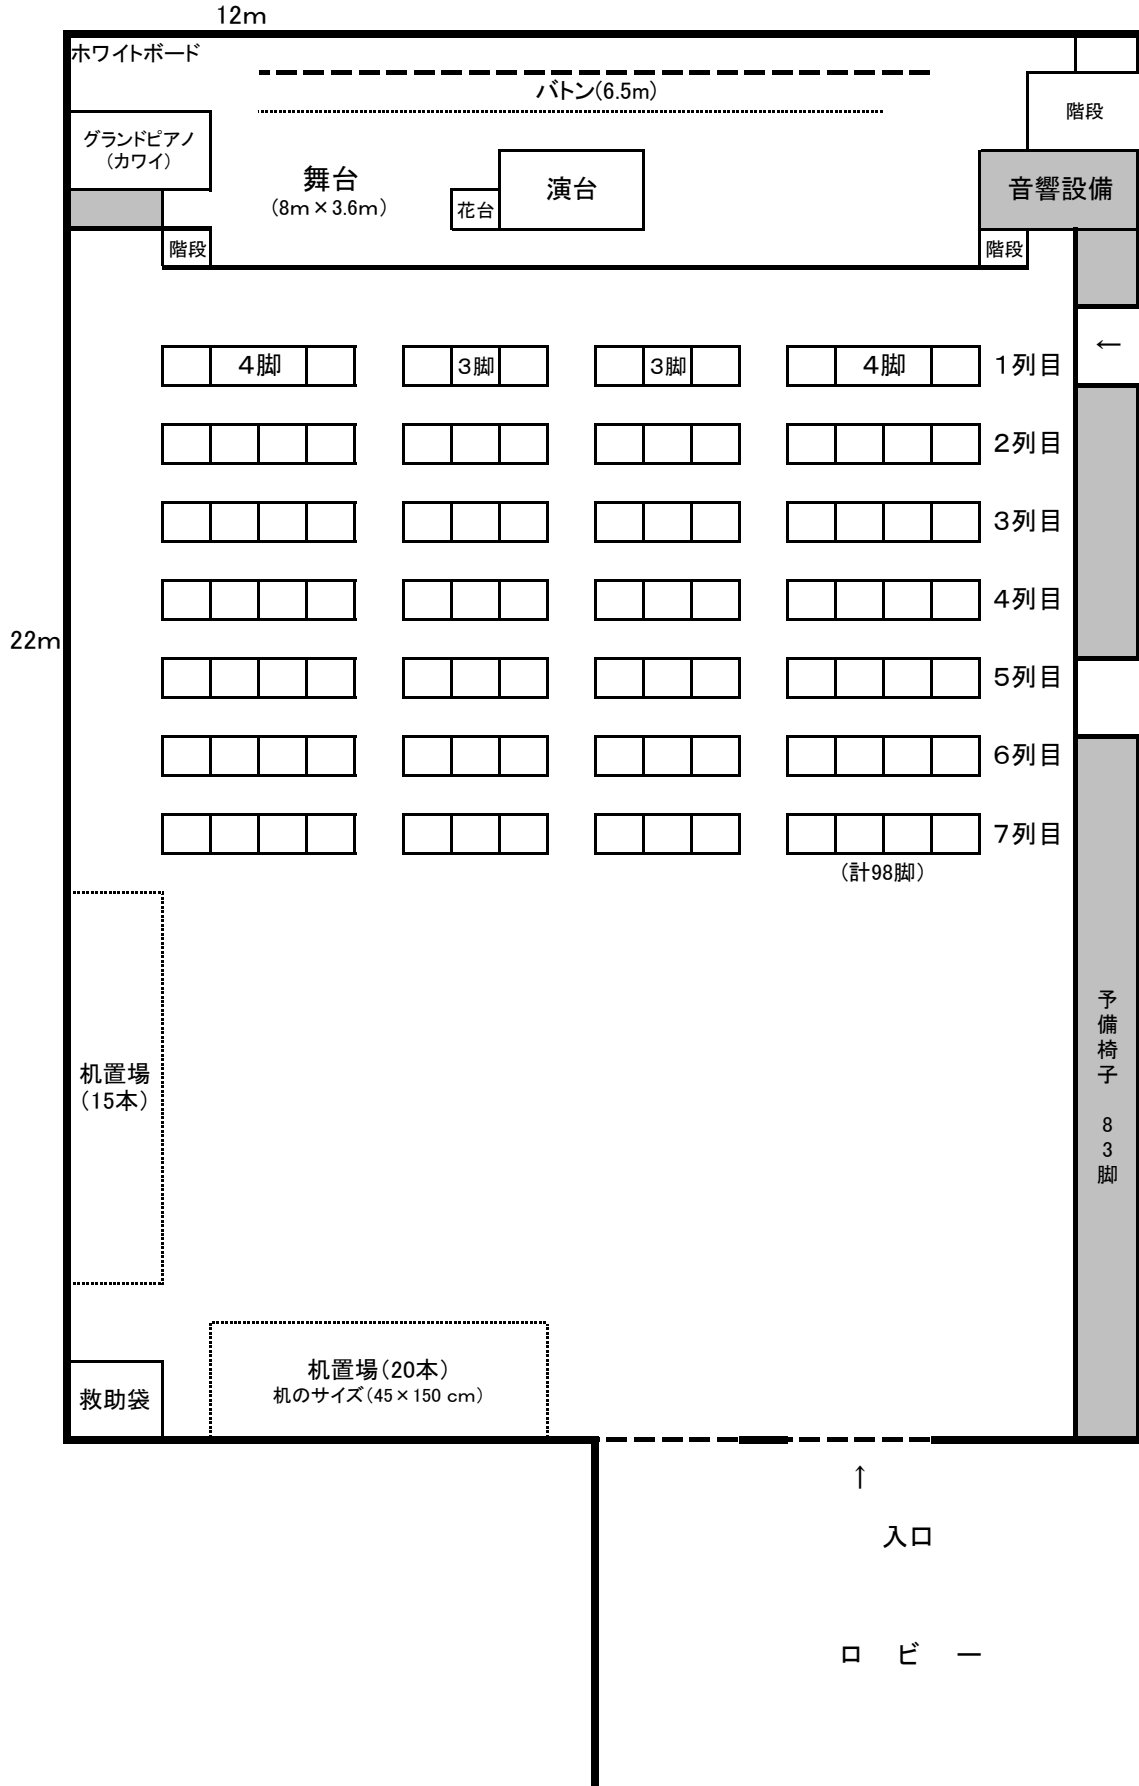 12m
ホワイトボード
バトン(6.5m)
階段
グランドピアノ
(カワイ)
舞台
(8m×3.6m)
演台
花台
音響設備
階段
階段
←
4脚
3脚
3脚
4脚
1列目
2列目
3列目
4列目
5列目
6列目
7列目
(計98脚)
22m
予備椅子 83脚
机置場
(15本)
机置場(20本)
机のサイズ(45×150 cm)
救助袋
↑
入口
ロビー